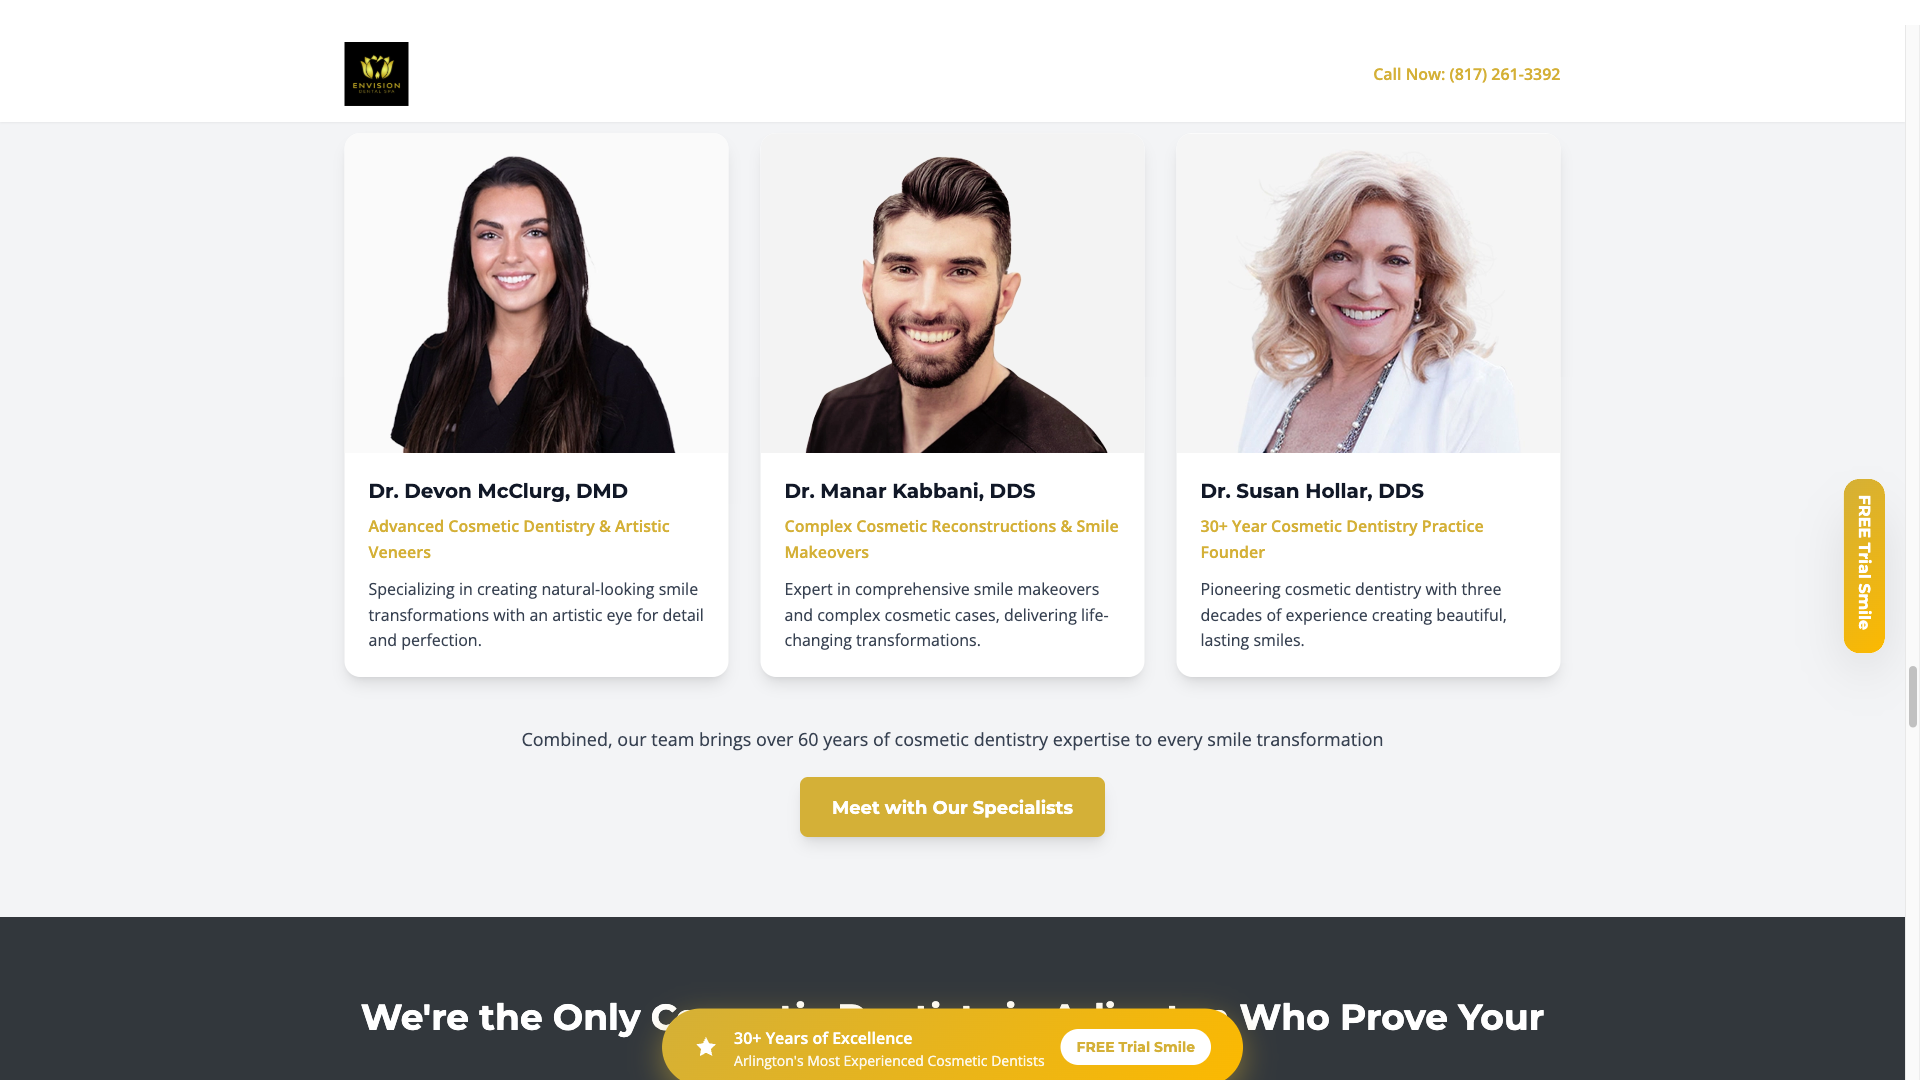 ENVISION
DENTAL SPA
Call Now: (817) 261-3392
Dr. Devon McClurg, DMD
Advanced Cosmetic Dentistry & Artistic
Veneers
Specializing in creating natural-looking smile
transformations with an artistic eye for detail
and perfection.
Dr. Manar Kabbani, DDS
Complex Cosmetic Reconstructions & Smile
Makeovers
Expert in comprehensive smile makeovers
and complex cosmetic cases, delivering life-
changing transformations.
Dr. Susan Hollar, DDS
30+ Year Cosmetic Dentistry Practice
Founder
Pioneering cosmetic dentistry with three
decades of experience creating beautiful,
lasting smiles.
FREE Trial Smile
Combined, our team brings over 60 years of cosmetic dentistry expertise to every smile transformation
Meet with Our Specialists
We're the Only Who Prove Your
30+ Years of Excellence
Arlington's Most Experienced Cosmetic Dentists
FREE Trial Smile